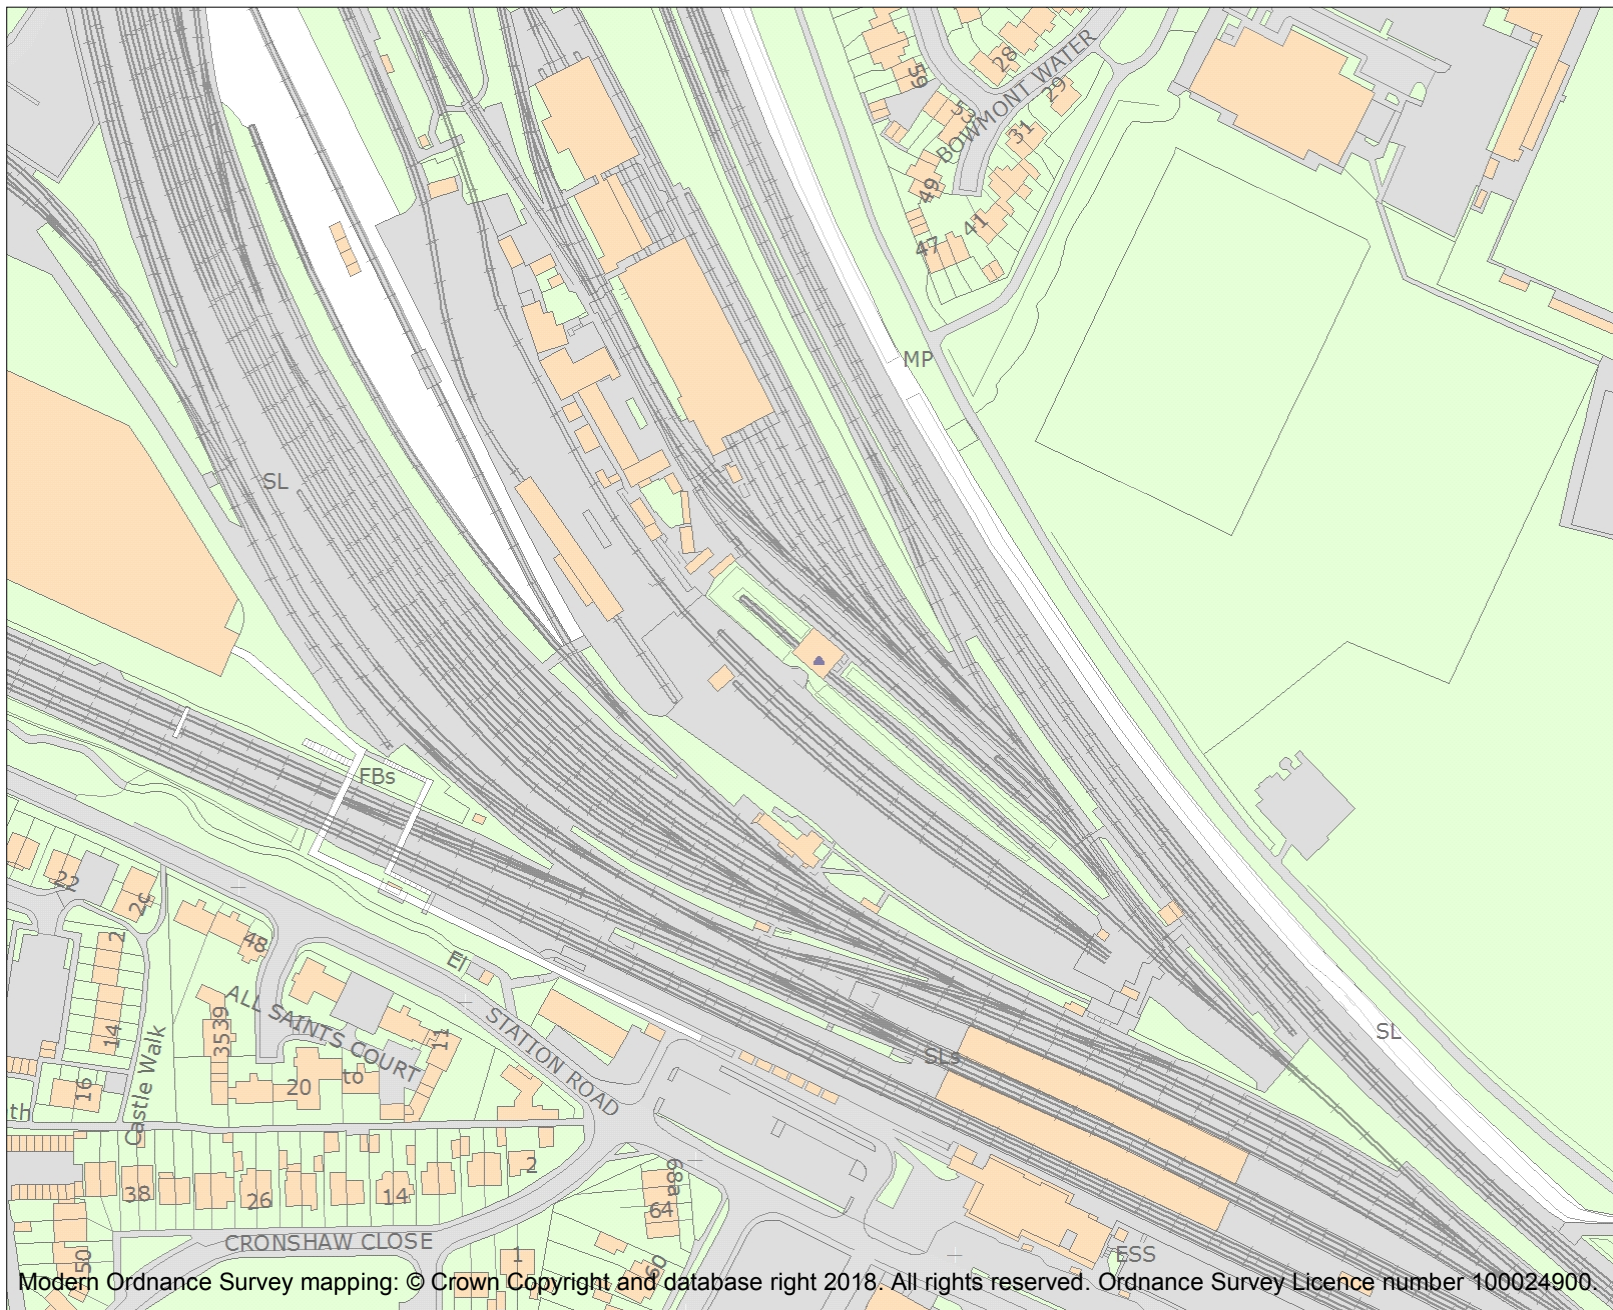 28
BOWMONT WATER
59
29
53
31
49
41
47
MP
SL
FBs
22
2c
2
48
El
ALL SAINTS COURT
STATION ROAD
39
35
11
14
Castle Walk
SLs
SL
20
to
16
th
2
68a
38
26
14
64
CRONSHAW CLOSE
1
50
60
ESS
Modern Ordnance Survey mapping: © Crown Copyright and database right 2018. All rights reserved. Ordnance Survey Licence number 100024900.